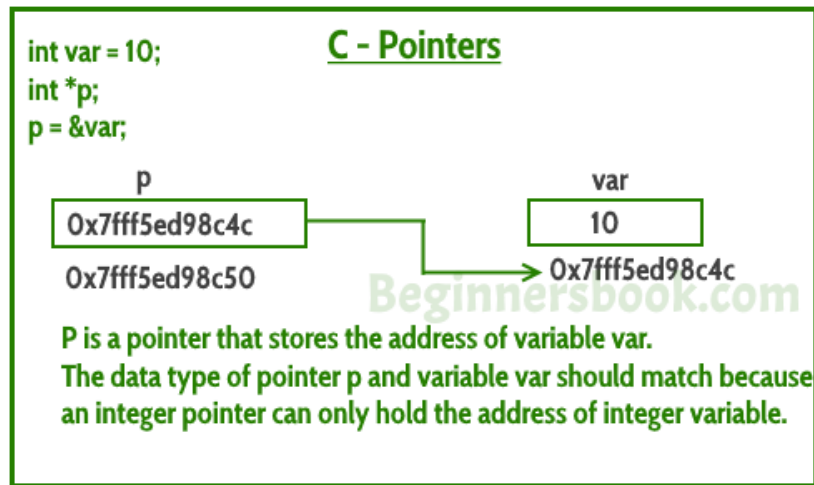 C - Pointers
int var = 10;
int *p;
p = &var;
p
var
0x7fff5ed98c4c
10
0x7fff5ed98c50
0x7fff5ed98c4c
Beginnersbook.com
P is a pointer that stores the address of variable var.
The data type of pointer p and variable var should match because
an integer pointer can only hold the address of integer variable.